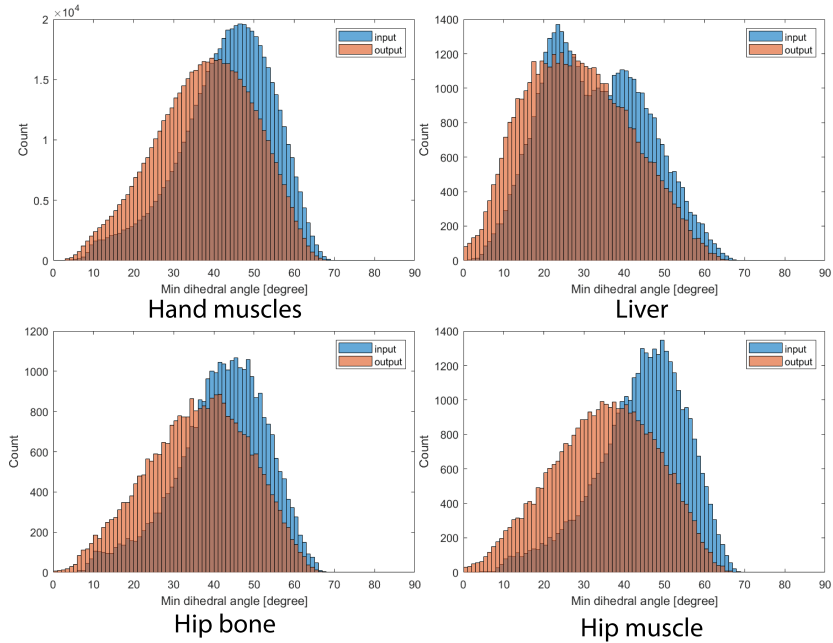 2 × 10⁴
1.5
1
0.5
0
Count
input
output
0 10 20 30 40 50 60 70 80 90
Min dihedral angle [degree]
Hand muscles
1400
1200
1000
800
600
400
200
0
Count
input
output
0 10 20 30 40 50 60 70 80 90
Min dihedral angle [degree]
Liver
1200
1000
800
600
400
200
0
Count
input
output
0 10 20 30 40 50 60 70 80 90
Min dihedral angle [degree]
Hip bone
1400
1200
1000
800
600
400
200
0
Count
input
output
0 10 20 30 40 50 60 70 80 90
Min dihedral angle [degree]
Hip muscle